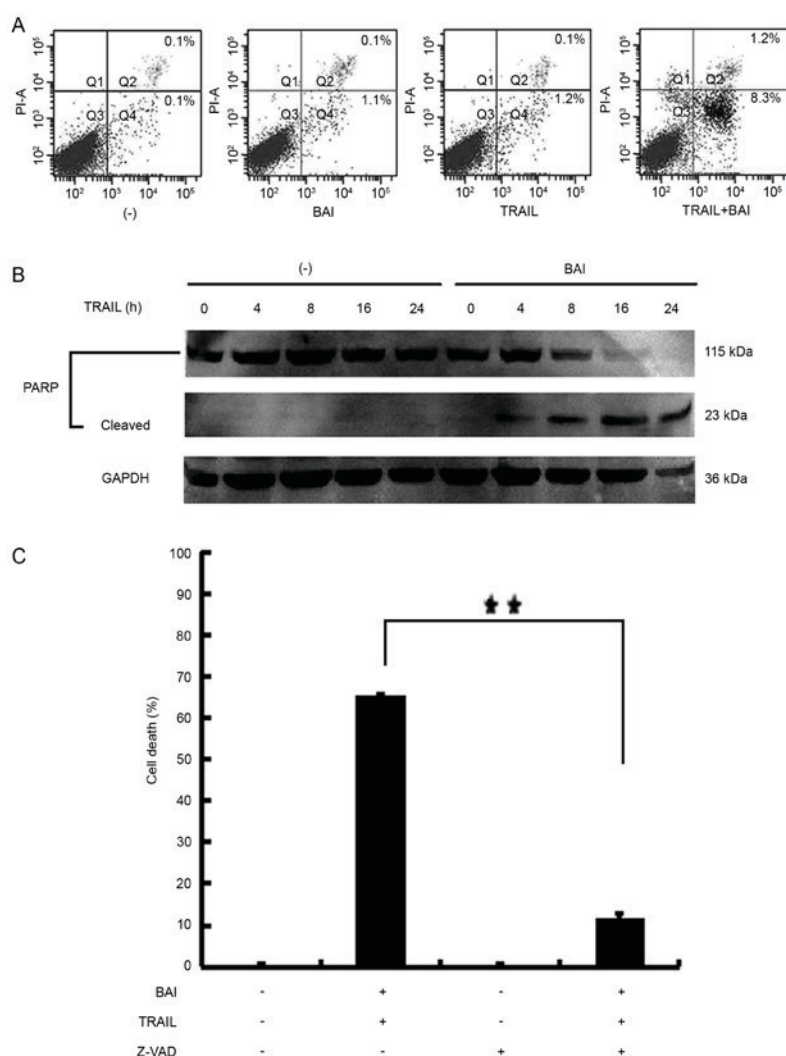 A
0.1% 0.1% 0.1% 1.2%
10⁵ 10⁵ 10⁵ 10⁵
10⁴ 10⁴ 10⁴ 10⁴
Q1 Q2 Q1 Q2 Q1 Q2 Q1 Q2
PI-A PI-A PI-A PI-A
0.1% 1.1% 1.2% 8.3%
10³ 10³ 10³ 10³
Q3 Q4 Q3 Q4 Q3 Q4 Q3
10² 10² 10² 10²
10² 10³ 10⁴ 10⁵ 10² 10³ 10⁴ 10⁵ 10² 10³ 10⁴ 10⁵ 10² 10³ 10⁴ 10⁵
(-) BAI TRAIL TRAIL+BAI
B
(-) BAI
TRAIL (h) 0 4 8 16 24 0 4 8 16 24
115 kDa
PARP
Cleaved 23 kDa
GAPDH 36 kDa
C
100
90
80
70
60
50
40
30
20
10
0
Cell death (%)
BAI - + - +
TRAIL - + - +
Z-VAD - - + +